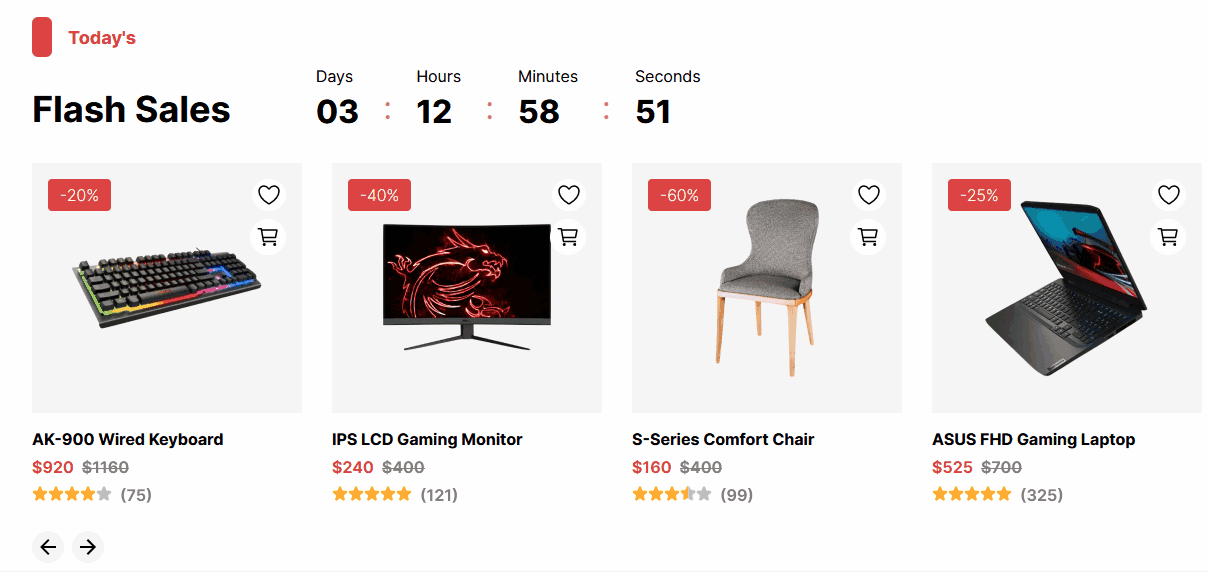 Today's
Flash Sales
Days Hours Minutes Seconds
03 : 12 : 58 : 51
-20%
-40%
-60%
-25%
AK-900 Wired Keyboard
$920 $1160
(75)
IPS LCD Gaming Monitor
$240 $400
(121)
S-Series Comfort Chair
$160 $400
(99)
ASUS FHD Gaming Laptop
$525 $700
(325)